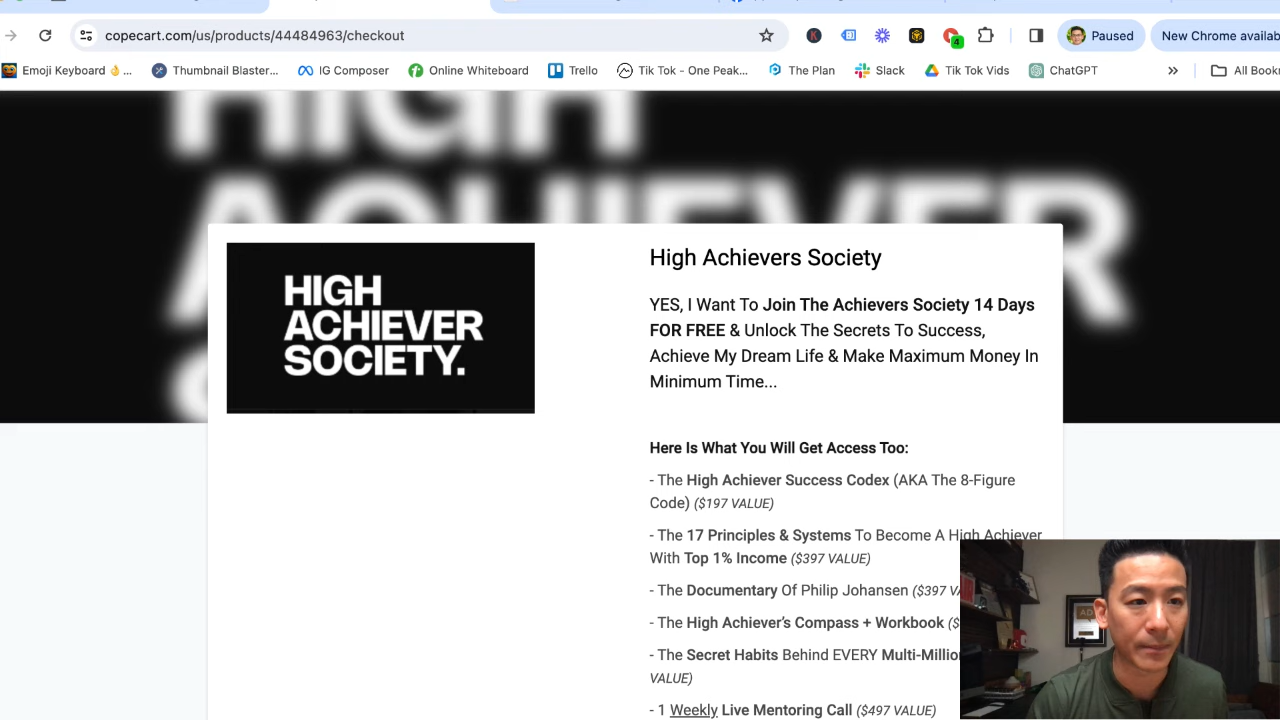 copecart.com/us/products/44484963/checkout
4
Paused
New Chrome availab
Emoji Keyboard 👌 ...
Thumbnail Blaster...
IG Composer
Online Whiteboard
Trello
Tik Tok - One Peak...
The Plan
Slack
Tik Tok Vids
ChatGPT
»
All Book
HIGH
ACHIEVER
HIGH
ACHIEVER
SOCIETY.
High Achievers Society
YES, I Want To Join The Achievers Society 14 Days
FOR FREE & Unlock The Secrets To Success,
Achieve My Dream Life & Make Maximum Money In
Minimum Time...
Here Is What You Will Get Access Too:
- The High Achiever Success Codex (AKA The 8-Figure
Code) ($197 VALUE)
- The 17 Principles & Systems To Become A High Achiever
With Top 1% Income ($397 VALUE)
- The Documentary Of Philip Johansen ($397 VA
- The High Achiever's Compass + Workbook ($
- The Secret Habits Behind EVERY Multi-Millio
VALUE)
- 1 Weekly Live Mentoring Call ($497 VALUE)